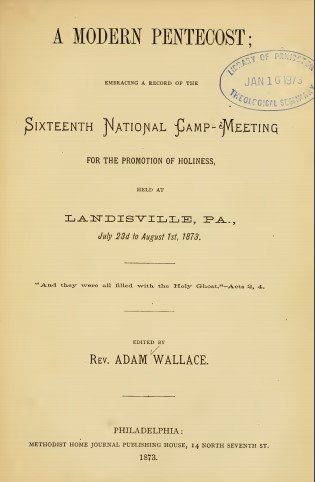 A MODERN PENTECOST;
EMBRACING A RECORD OF THE
SIXTEENTH NATIONAL CAMP-MEETING
FOR THE PROMOTION OF HOLINESS,
HELD AT
LANDISVILLE, PA.,
July 23d to August 1st, 1873.
"And they were all filled with the Holy Ghost."–Acts 2, 4.
EDITED BY
REV. ADAM WALLACE.
PHILADELPHIA:
METHODIST HOME JOURNAL PUBLISHING HOUSE, 14 NORTH SEVENTH ST.
1873.
LIBRARY OF PRINCETON
JAN 16 1973
THEOLOGICAL SEMINARY